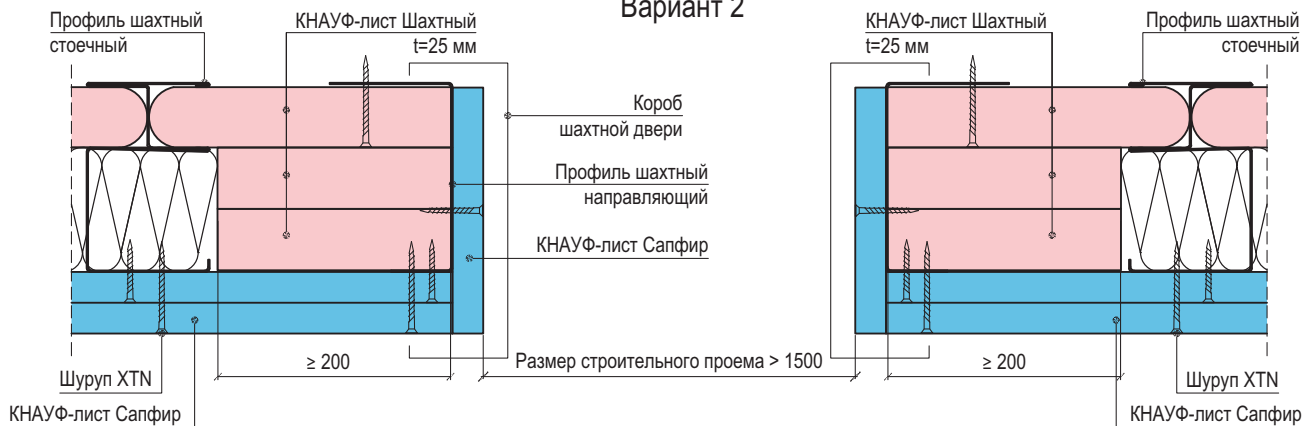 Вариант 2
Профиль шахтный
стоечный
КНАУФ-лист Шахтный
t=25 мм
КНАУФ-лист Шахтный
t=25 мм
Профиль шахтный
стоечный
Короб
шахтной двери
Профиль шахтный
направляющий
КНАУФ-лист Сапфир
≥ 200
Размер строительного проема > 1500
≥ 200
Шуруп XTN
КНАУФ-лист Сапфир
Шуруп XTN
КНАУФ-лист Сапфир